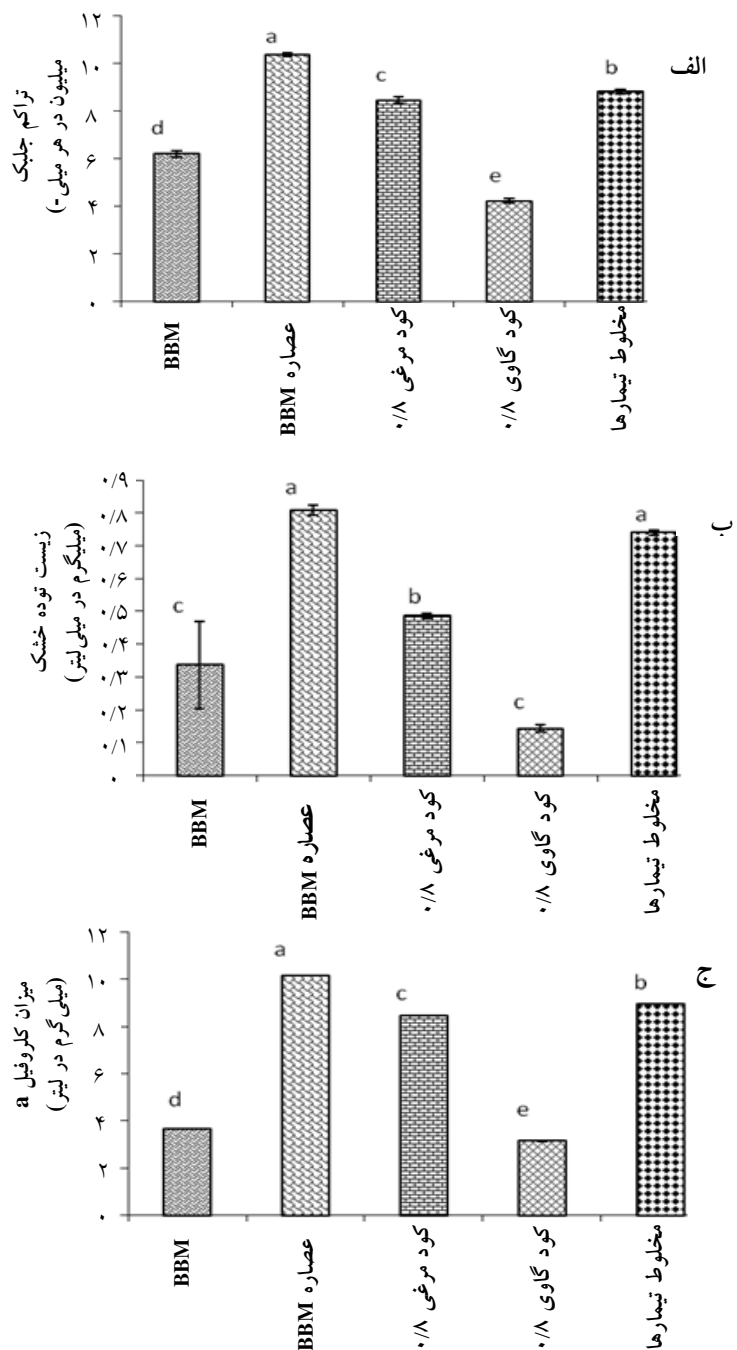 الف
تراکم جلبک
میلیون در هر میلی-)
۱۲
۱۰
۸
۶
۴
۲
۰
d
a
c
e
b
BBM
عصاره BBM
کود مرغی ۰/۸
کود گاوی ۰/۸
مخلوط تیمارها
زیست توده خشک
(میلیگرم در میلی‌لیتر)
۰/۹
۰/۸
۰/۷
۰/۶
۰/۵
۰/۴
۰/۳
۰/۲
۰/۱
۰
c
a
b
c
a
BBM
عصاره BBM
کود مرغی ۰/۸
کود گاوی ۰/۸
مخلوط تیمارها
ج
میزان کلروفیل a
(میلی‌گرم در لیتر)
۱۲
۱۰
۸
۶
۴
۲
۰
d
a
c
e
b
BBM
عصاره BBM
کود مرغی ۰/۸
کود گاوی ۰/۸
مخلوط تیمارها